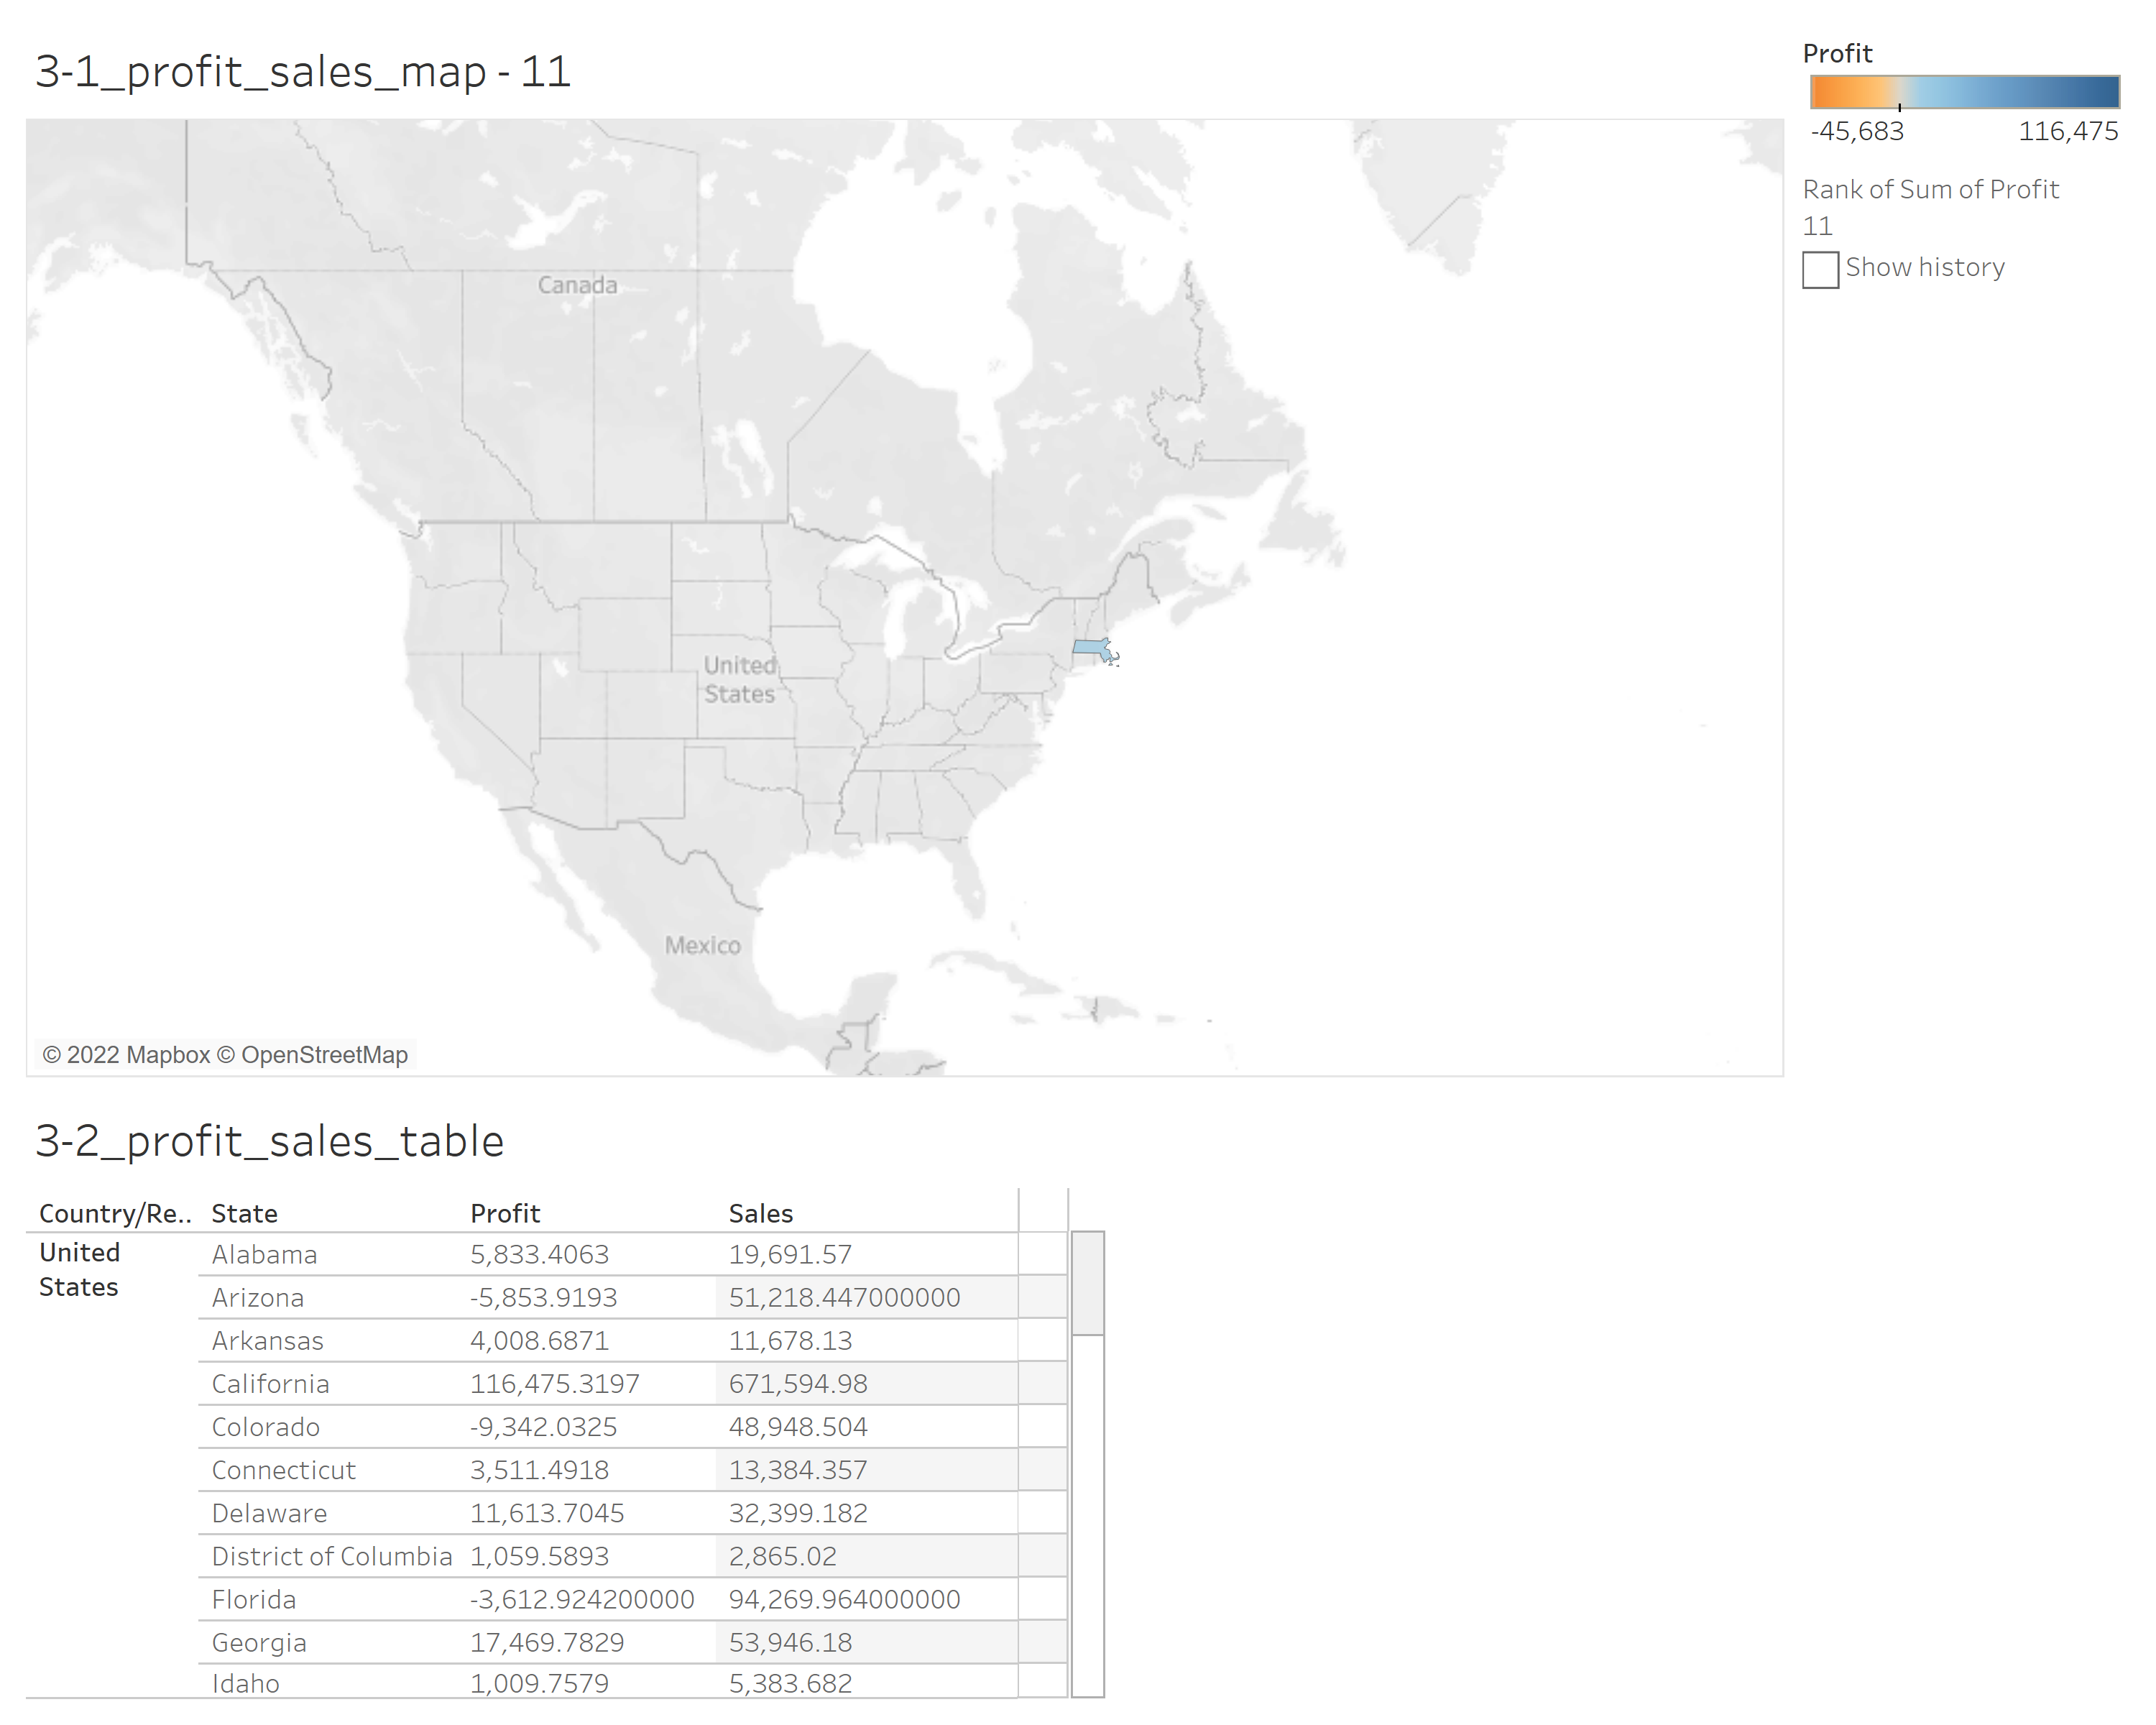 3-1_profit_sales_map - 11
Profit
-45,683 116,475
Rank of Sum of Profit
11
Show history
Canada
United
States
Mexico
© 2022 Mapbox © OpenStreetMap
3-2_profit_sales_table
Country/Re.. State Profit Sales
United States Alabama 5,833.4063 19,691.57
Arizona -5,853.9193 51,218.447000000
Arkansas 4,008.6871 11,678.13
California 116,475.3197 671,594.98
Colorado -9,342.0325 48,948.504
Connecticut 3,511.4918 13,384.357
Delaware 11,613.7045 32,399.182
District of Columbia 1,059.5893 2,865.02
Florida -3,612.924200000 94,269.964000000
Georgia 17,469.7829 53,946.18
Idaho 1,009.7579 5,383.682